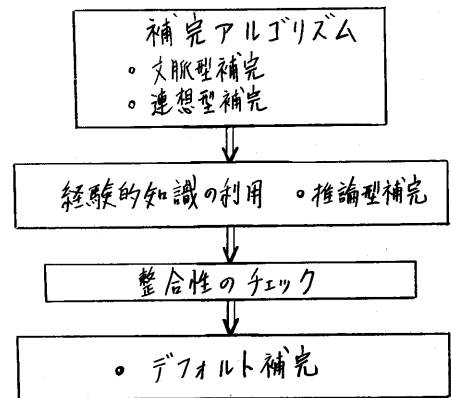 補完アルゴリズム
◦ 文脈型補完
◦ 連想型補完
経験的知識の利用 ◦推論型補完
整合性のチェック
◦ デフォルト補完